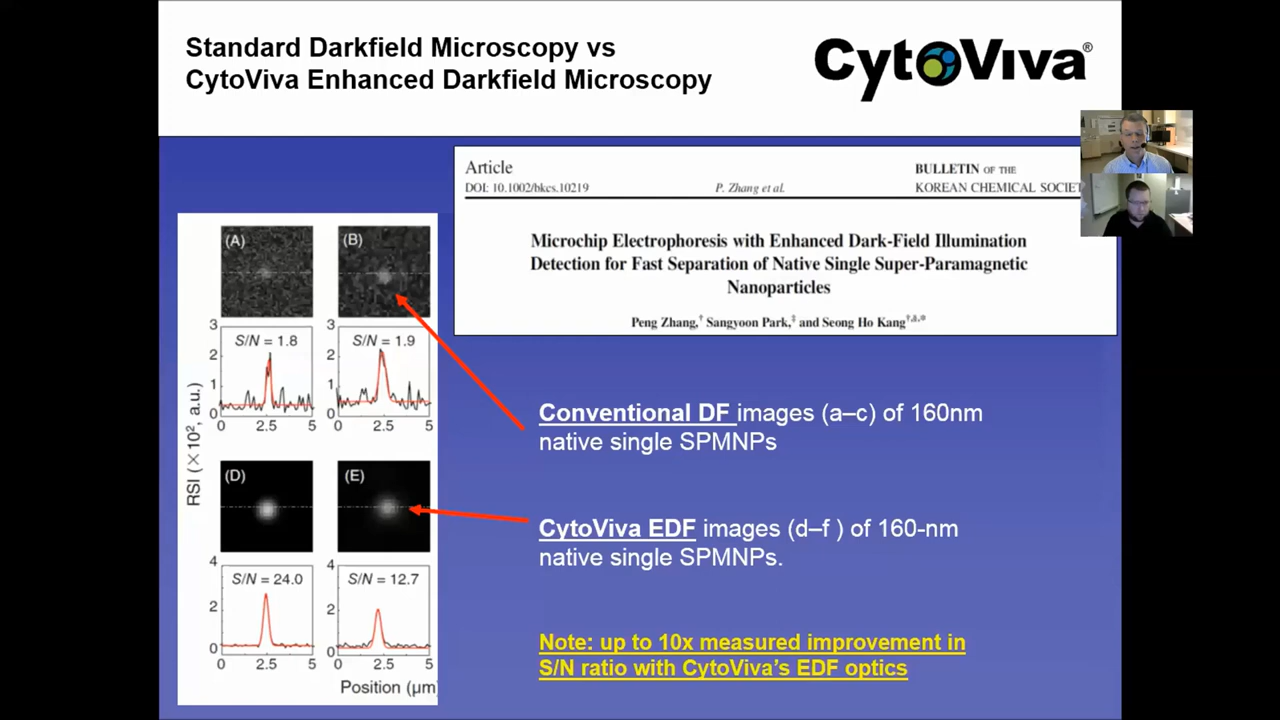 Standard Darkfield Microscopy vs
CytoViva Enhanced Darkfield Microscopy
CytoViva®
Article
BULLETIN OF THE
DOI: 10.1002/bkcs.10219
P. Zhang et al.
KOREAN CHEMICAL SOCIET
Microchip Electrophoresis with Enhanced Dark-Field Illumination
Detection for Fast Separation of Native Single Super-Paramagnetic
Nanoparticles
Peng Zhang,† Sangyoon Park,‡ and Seong Ho Kang†,‡,*
(A)
(B)
3
2
1
0
S/N = 1.8
0
2.5
5
3
2
1
0
S/N = 1.9
0
2.5
5
RSI (×10², a.u.)
(D)
(E)
4
2
0
S/N = 24.0
0
2.5
5
4
2
0
S/N = 12.7
0
2.5
5
Position (μm)
Conventional DF images (a–c) of 160nm
native single SPMNPs
CytoViva EDF images (d–f ) of 160-nm
native single SPMNPs.
Note: up to 10x measured improvement in
S/N ratio with CytoViva's EDF optics